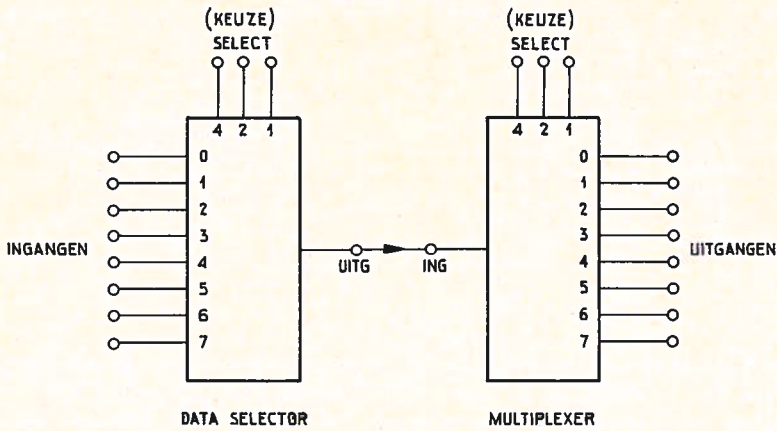 (KEUZE)
SELECT
4 2 1
0
1
2
3
4
5
6
7
INGANGEN
UITG
DATA SELECTOR
(KEUZE)
SELECT
4 2 1
0
1
2
3
4
5
6
7
ING
UITGANGEN
MULTIPLEXER